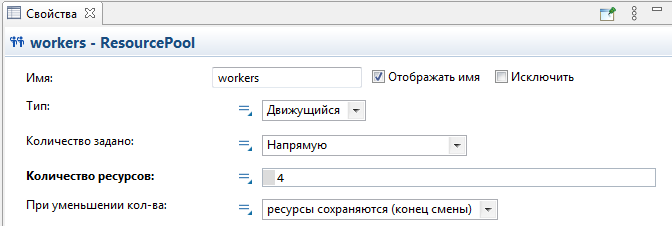 Свойства
workers - ResourcePool
Имя: workers Отображать имя Исключить
Тип: Движущийся
Количество задано: Напрямую
Количество ресурсов: 4
При уменьшении кол-ва: ресурсы сохраняются (конец смены)